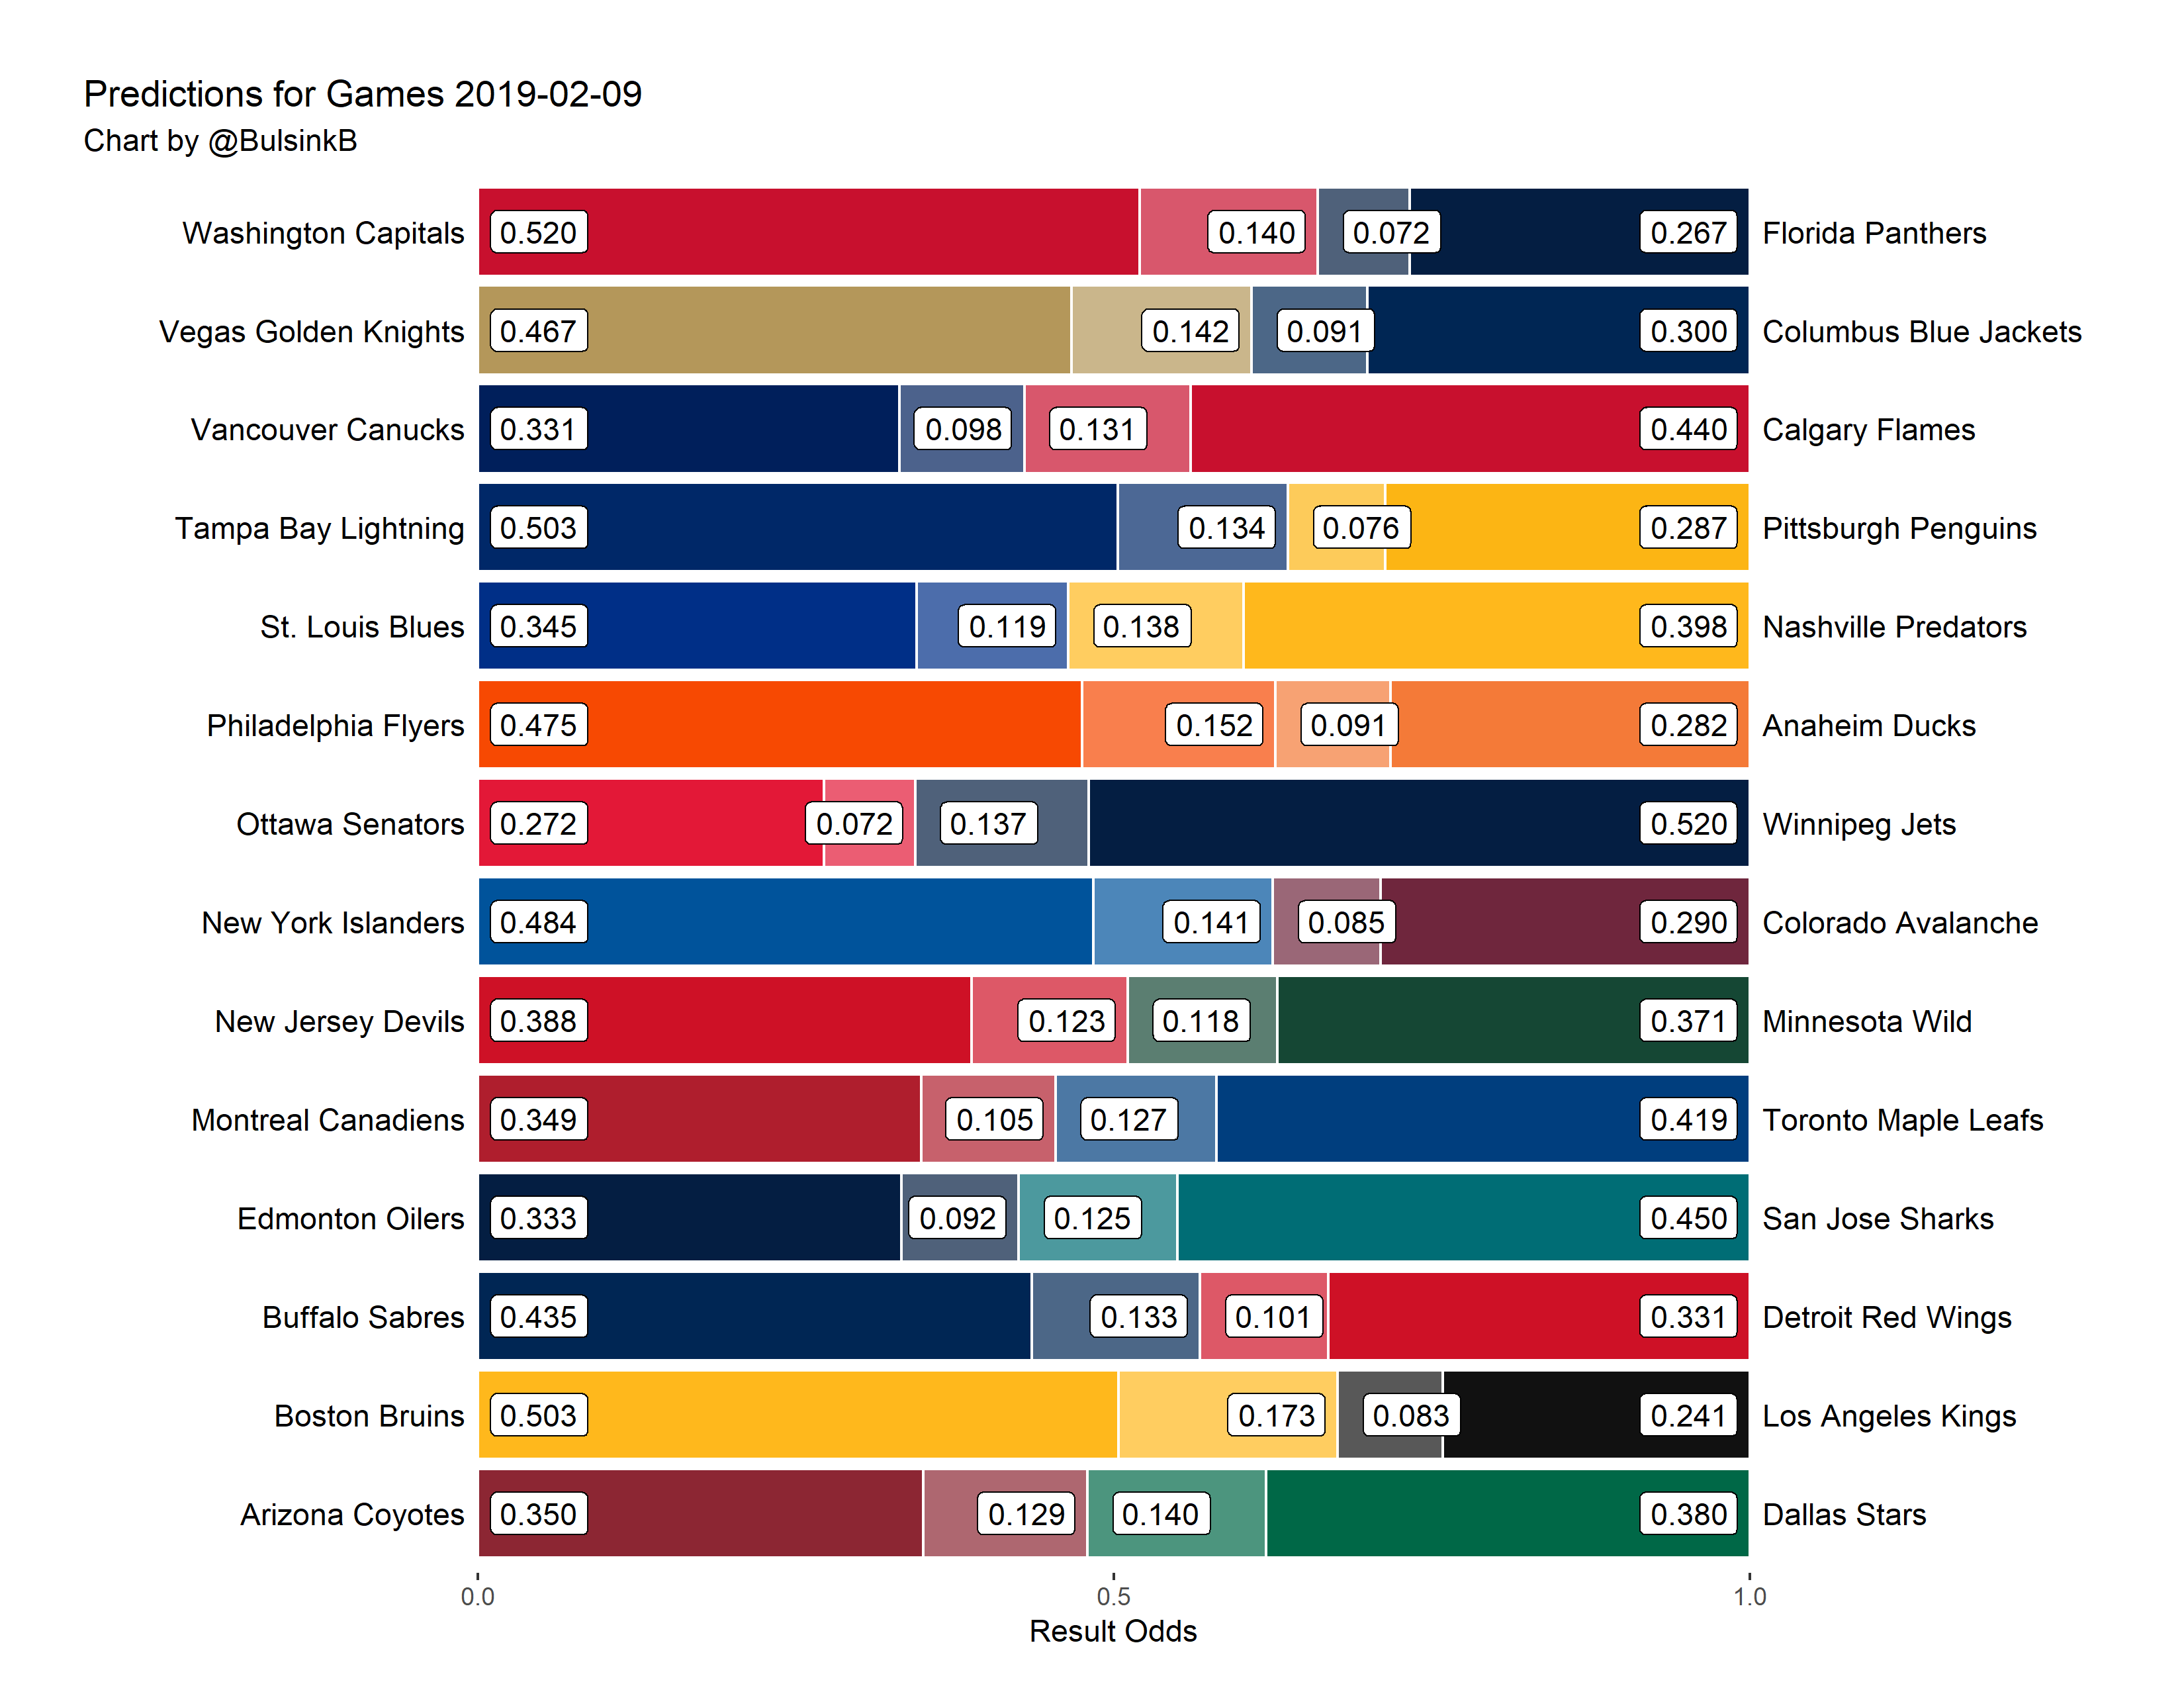 Predictions for Games 2019-02-09
Chart by @BulsinkB
Washington Capitals 0.520 0.140 0.072 0.267 Florida Panthers
Vegas Golden Knights 0.467 0.142 0.091 0.300 Columbus Blue Jackets
Vancouver Canucks 0.331 0.098 0.131 0.440 Calgary Flames
Tampa Bay Lightning 0.503 0.134 0.076 0.287 Pittsburgh Penguins
St. Louis Blues 0.345 0.119 0.138 0.398 Nashville Predators
Philadelphia Flyers 0.475 0.152 0.091 0.282 Anaheim Ducks
Ottawa Senators 0.272 0.072 0.137 0.520 Winnipeg Jets
New York Islanders 0.484 0.141 0.085 0.290 Colorado Avalanche
New Jersey Devils 0.388 0.123 0.118 0.371 Minnesota Wild
Montreal Canadiens 0.349 0.105 0.127 0.419 Toronto Maple Leafs
Edmonton Oilers 0.333 0.092 0.125 0.450 San Jose Sharks
Buffalo Sabres 0.435 0.133 0.101 0.331 Detroit Red Wings
Boston Bruins 0.503 0.173 0.083 0.241 Los Angeles Kings
Arizona Coyotes 0.350 0.129 0.140 0.380 Dallas Stars
0.0 0.5 1.0
Result Odds